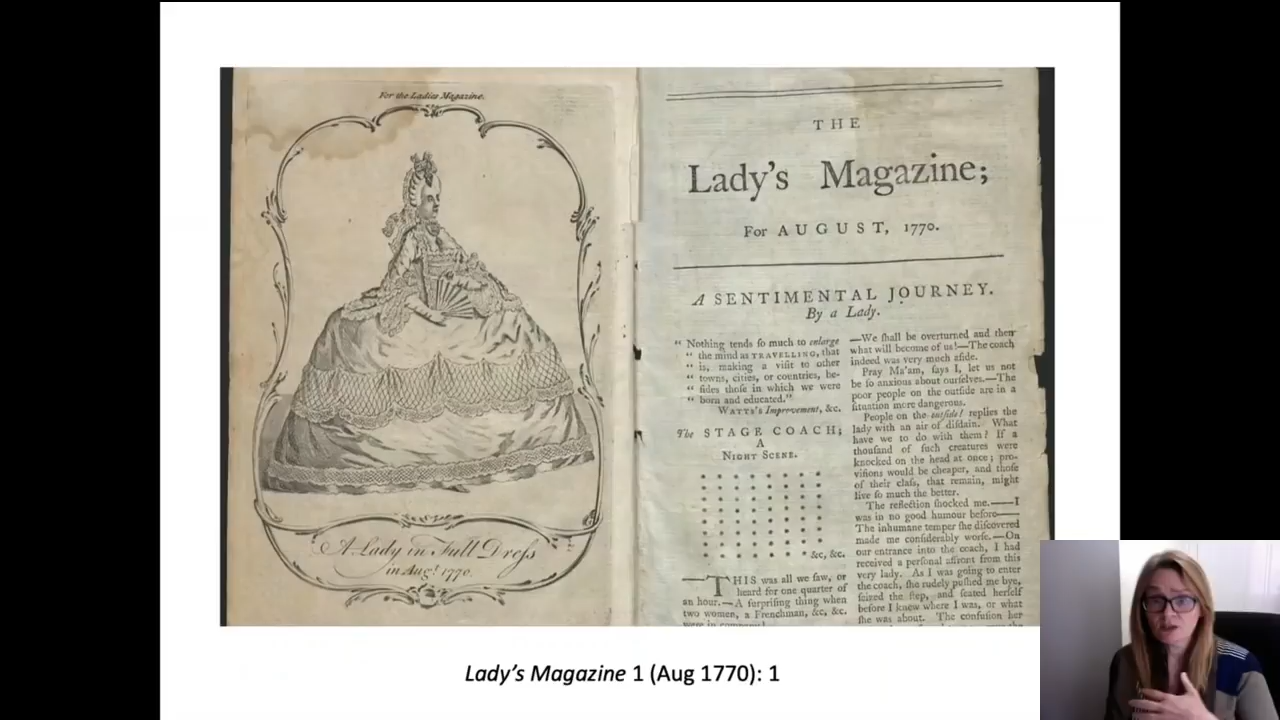 For the Ladies Magazine.
A Lady in Full Dress
in Augt. 1770.
THE
Lady's Magazine;
For AUGUST, 1770.
A SENTIMENTAL JOURNEY.
By a Lady.
" Nothing tends so much to enlarge
" the mind as TRAVELLING, that
" is, making a visit to other
" towns, cities, or countries, be-
" sides those in which we were
" born and educated."
WATTS's Improvement, &c.
The STAGE COACH;
A
NIGHT SCENE.
* &c, &c.
—THIS was all we saw, or
heard for one quarter of
an hour.—A surprising thing when
two women, a Frenchman, &c, &c.
were in company!
—We shall be overturned and then
what will become of us!—The coach
indeed was very much aside.
Pray Ma'am, says I, let us not
be so anxious about ourselves.—The
poor people on the outside are in a
situation more dangerous.
People on the outside! replies the
lady with an air of disdain. What
have we to do with them? If a
thousand of such creatures were
knocked on the head at once; pro-
visions would be cheaper, and those
of their class, that remain, might
live so much the better.
The reflection shocked me.——I
was in no good humour before——
The inhumane temper she discovered
made me considerably worse.—On
our entrance into the coach, I had
received a personal affront from this
very lady. As I was going to enter
the coach, she rudely pushed me bye,
seized the step, and seated herself
before I knew where I was, or what
she was about. The confusion her
Lady's Magazine 1 (Aug 1770): 1